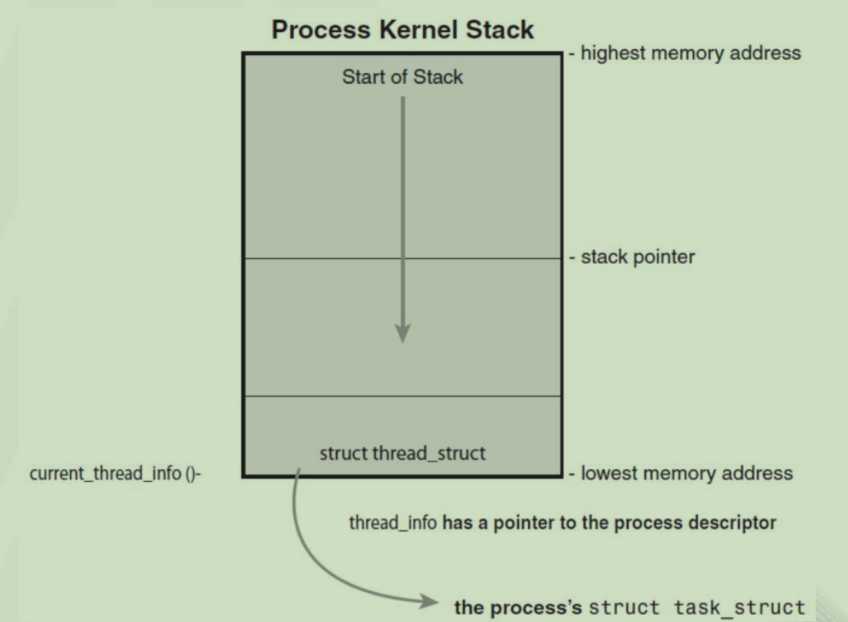 Process Kernel Stack
- highest memory address
Start of Stack
- stack pointer
struct thread_struct
current_thread_info ()-
- lowest memory address
thread_info has a pointer to the process descriptor
the process's struct task_struct